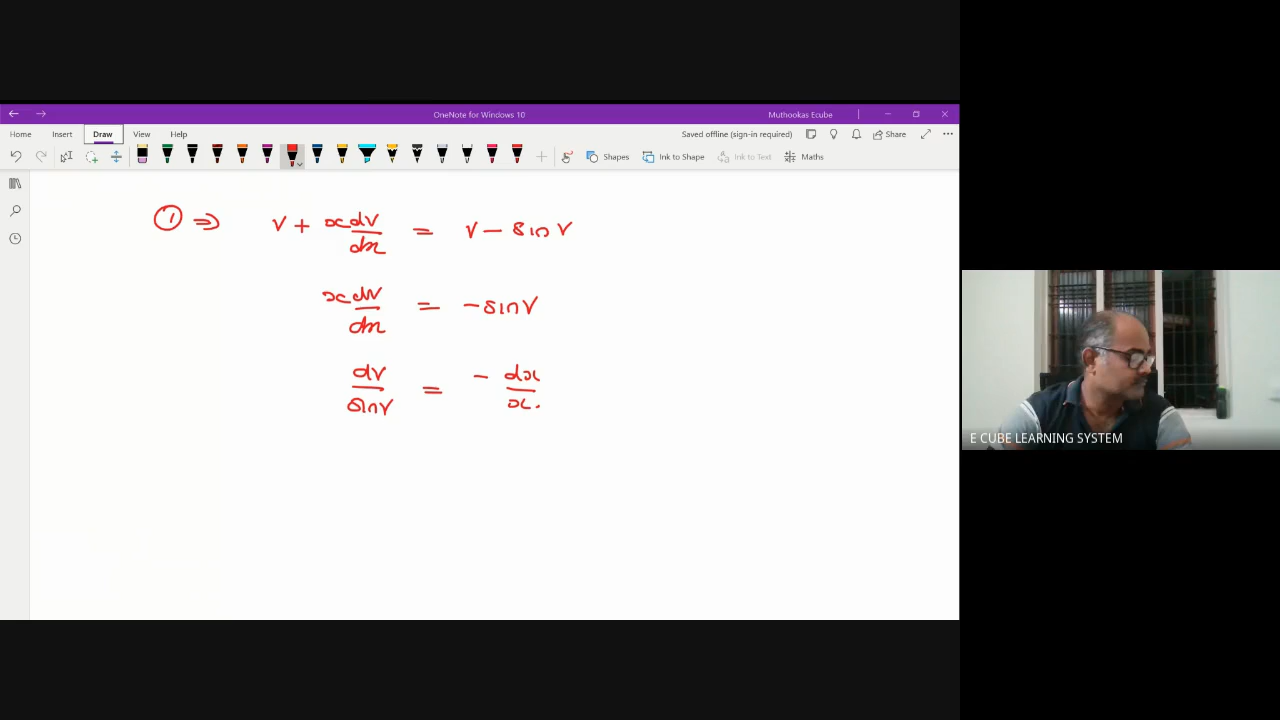 OneNote for Windows 10
Muthookas Ecube
Home Insert Draw View Help
Saved offline (sign-in required) Share
Shapes Ink to Shape Ink to Text Maths
① ⇒ v + x dv/dx = v − sin v
x dv/dx = − sin v
dv/sin v = − dx/x.
E CUBE LEARNING SYSTEM